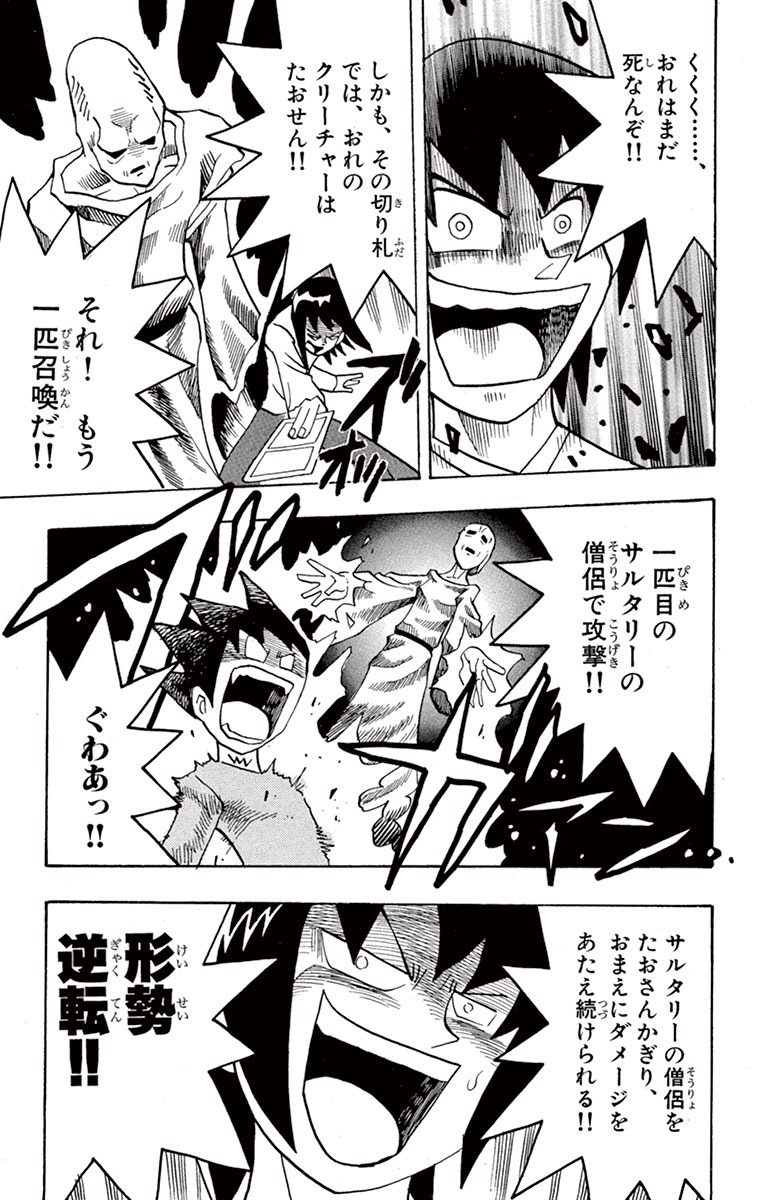 くくく……、
おれはまだ
死なんぞ!!
しかも、その切り札
では、おれの
クリーチャーは
たおせん!!
それ!もう
一匹召喚だ!!
オオオオ
一匹目の
サルタリーの
僧侶で攻撃!!
ぐわあっ!!
サルタリーの僧侶を
たおさんかぎり、
おまえにダメージを
あたえ続けられる!!
形勢
逆転!!